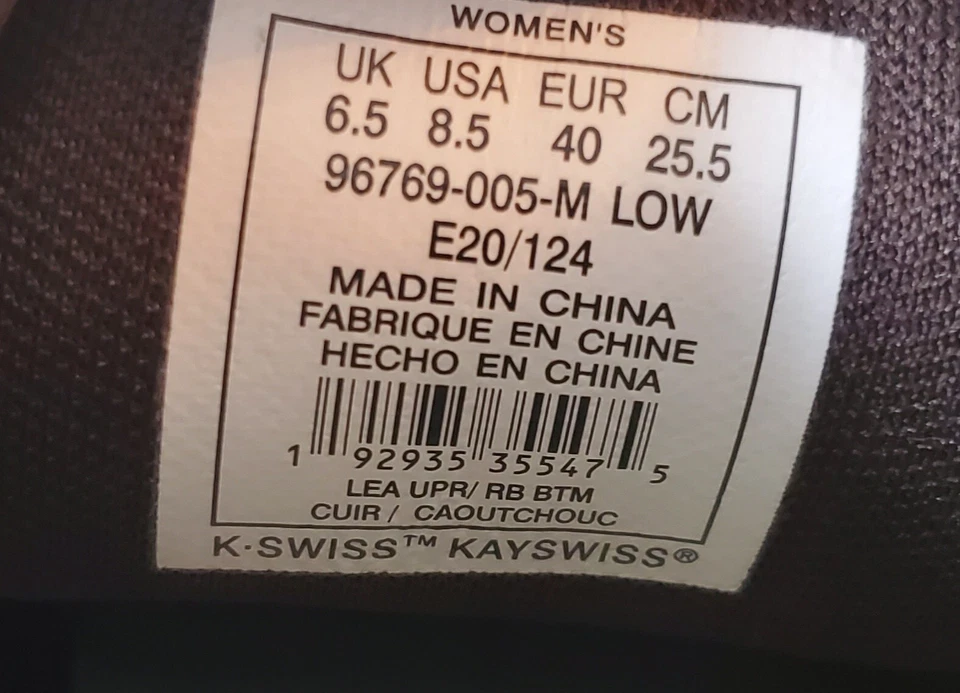 WOMEN'S
UK USA EUR CM
6.5 8.5 40 25.5
96769-005-M LOW
E20/124
MADE IN CHINA
FABRIQUE EN CHINE
HECHO EN CHINA
1 92935 35547 5
LEA UPR/ RB BTM
CUIR / CAOUTCHOUC
K·SWISS™ KAYSWISS®